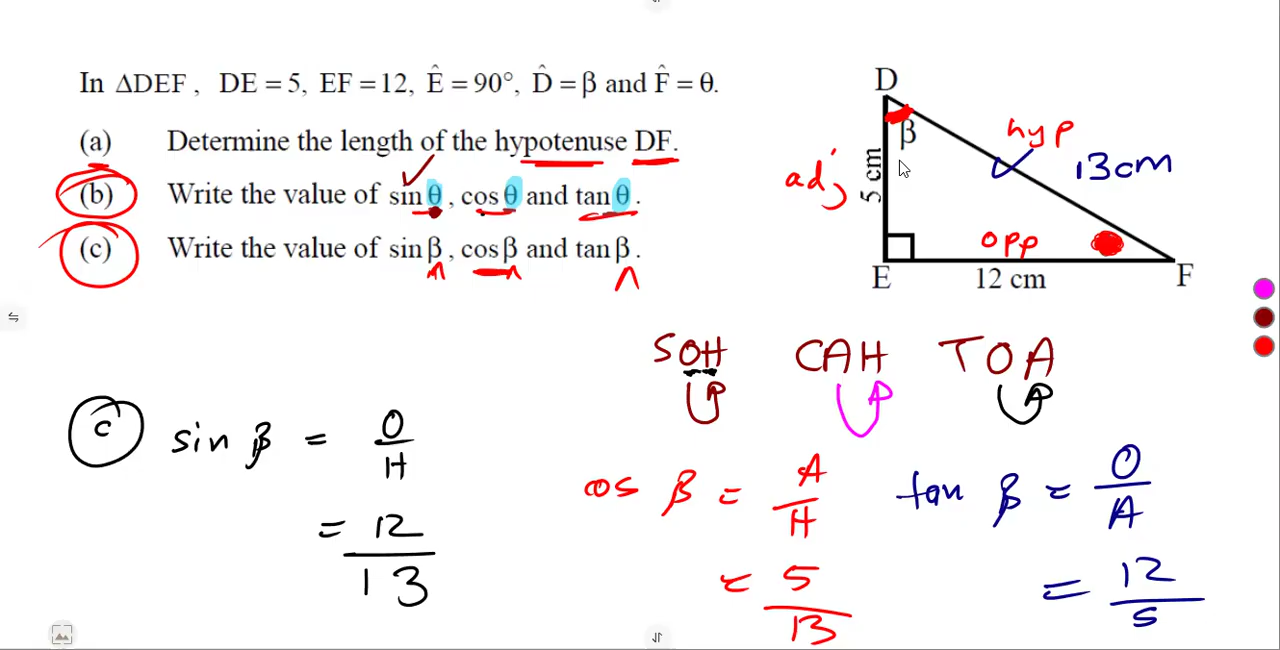 In ΔDEF , DE = 5, EF = 12, Ê = 90°, D̂ = β and F̂ = θ.
(a) Determine the length of the hypotenuse DF.
(b) Write the value of sin θ , cos θ and tan θ .
(c) Write the value of sin β , cos β and tan β .
D
β
hyp
13cm
adj
5 cm
opp
E
12 cm
F
SOH CAH TOA
c sin β = O/H
= 12/13
cos β = A/H
= 5/13
tan β = O/A
= 12/5